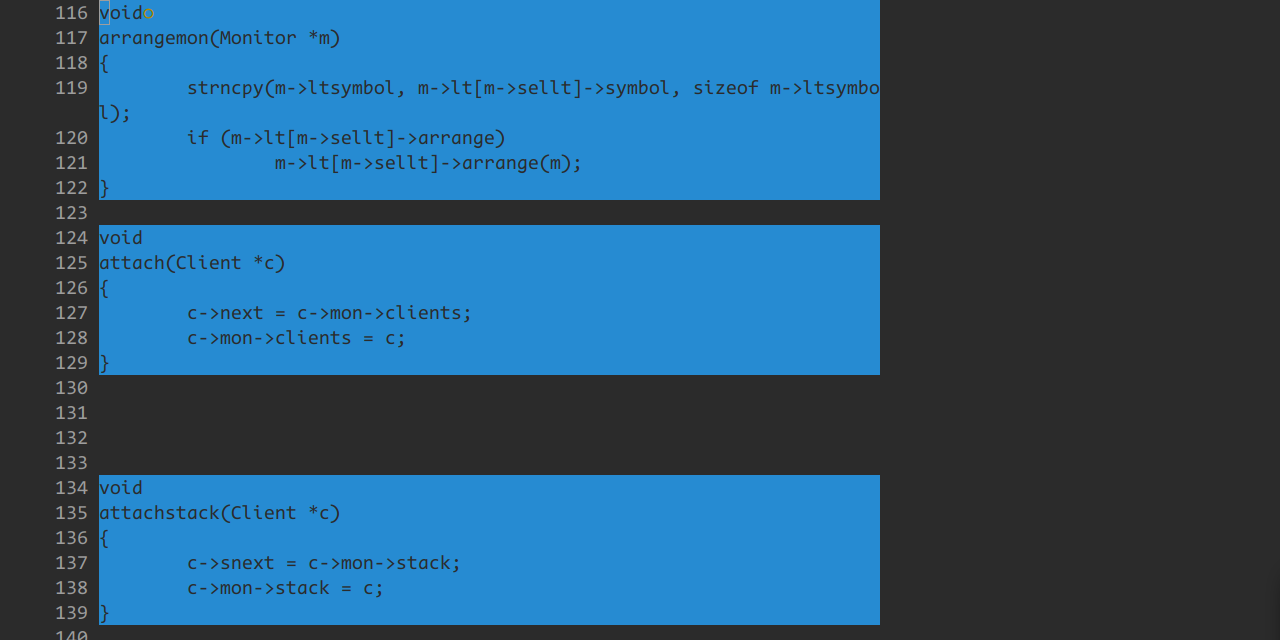 116 void
117 arrangemon(Monitor *m)
118 {
119 strncpy(m->ltsymbol, m->lt[m->sellt]->symbol, sizeof m->ltsymbo
l);
120 if (m->lt[m->sellt]->arrange)
121 m->lt[m->sellt]->arrange(m);
122 }
123
124 void
125 attach(Client *c)
126 {
127 c->next = c->mon->clients;
128 c->mon->clients = c;
129 }
130
131
132
133
134 void
135 attachstack(Client *c)
136 {
137 c->snext = c->mon->stack;
138 c->mon->stack = c;
139 }
140